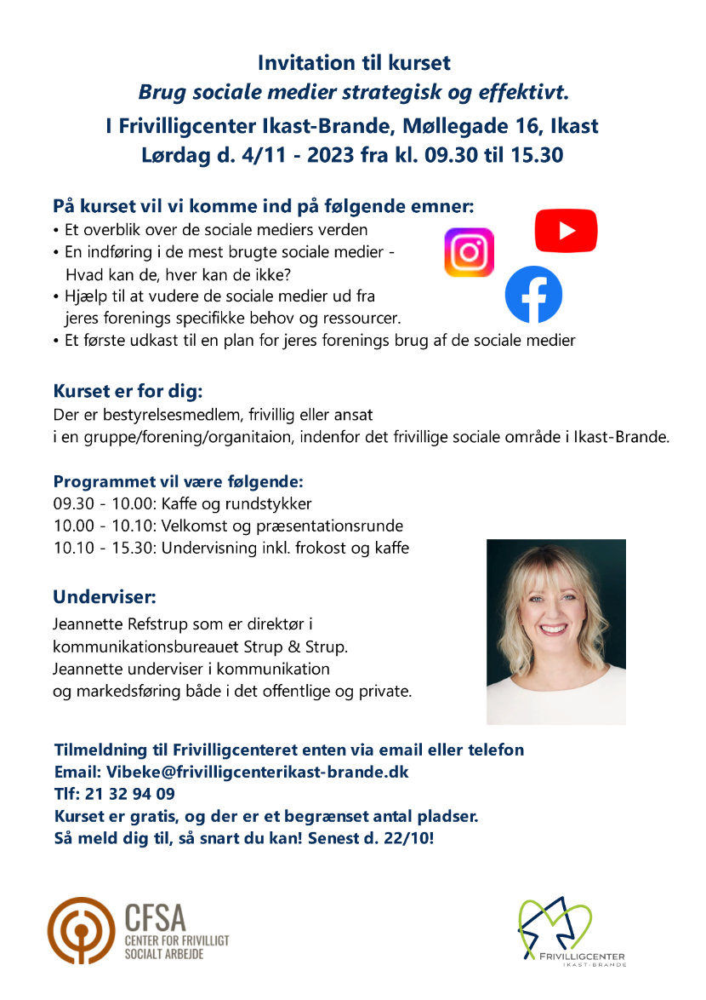 Invitation til kurset
Brug sociale medier strategisk og effektivt.
I Frivilligcenter Ikast-Brande, Møllegade 16, Ikast
Lørdag d. 4/11 - 2023 fra kl. 09.30 til 15.30
På kurset vil vi komme ind på følgende emner:
• Et overblik over de sociale mediers verden
• En indføring i de mest brugte sociale medier -
Hvad kan de, hver kan de ikke?
• Hjælp til at vudere de sociale medier ud fra
jeres forenings specifikke behov og ressourcer.
• Et første udkast til en plan for jeres forenings brug af de sociale medier
Kurset er for dig:
Der er bestyrelsesmedlem, frivillig eller ansat
i en gruppe/forening/organitaion, indenfor det frivillige sociale område i Ikast-Brande.
Programmet vil være følgende:
09.30 - 10.00: Kaffe og rundstykker
10.00 - 10.10: Velkomst og præsentationsrunde
10.10 - 15.30: Undervisning inkl. frokost og kaffe
Underviser:
Jeannette Refstrup som er direktør i
kommunikationsbureauet Strup & Strup.
Jeannette underviser i kommunikation
og markedsføring både i det offentlige og private.
Tilmeldning til Frivilligcenteret enten via email eller telefon
Email: Vibeke@frivilligcenterikast-brande.dk
Tlf: 21 32 94 09
Kurset er gratis, og der er et begrænset antal pladser.
Så meld dig til, så snart du kan! Senest d. 22/10!
CFSA
CENTER FOR FRIVILLIGT
SOCIALT ARBEJDE
FRIVILLIGCENTER
IKAST-BRANDE